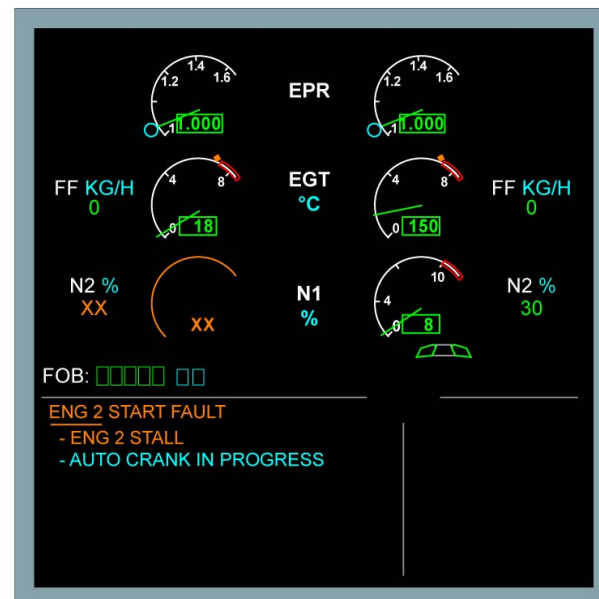 1.2 1.4 1.6 1 1.000
EPR
1.2 1.4 1.6 1 1.000
FF KG/H
0
4 8 0 18
EGT
°C
4 8 0 150
FF KG/H
0
N2 %
XX
XX
N1
%
4 10 0 8
N2 %
30
FOB: □□□□□ □□
ENG 2 START FAULT
- ENG 2 STALL
- AUTO CRANK IN PROGRESS